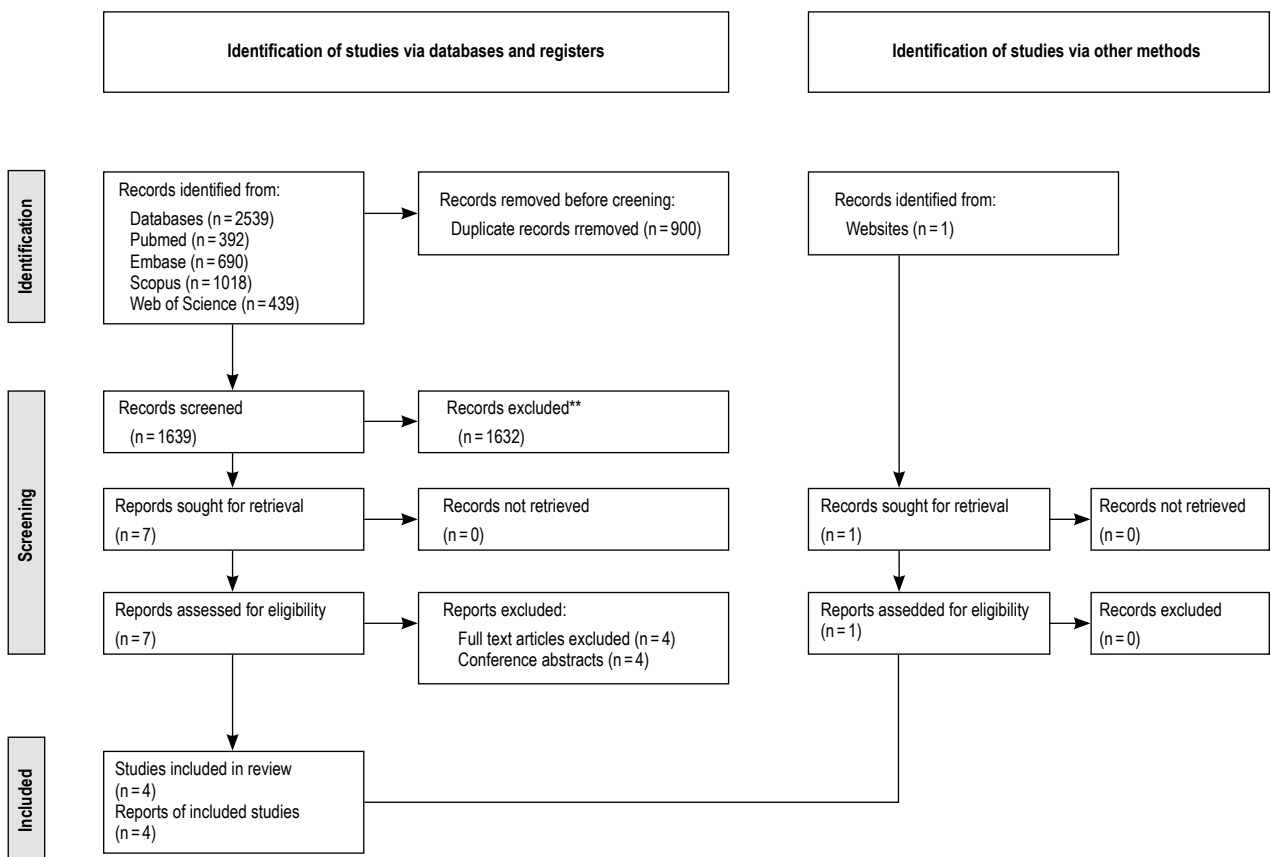 Identification of studies via databases and registers
Identification of studies via other methods
Identification
Records identified from:
Databases (n = 2539)
Pubmed (n = 392)
Embase (n = 690)
Scopus (n = 1018)
Web of Science (n = 439)
Records removed before creening:
Duplicate records rremoved (n = 900)
Records identified from:
Websites (n = 1)
Screening
Records screened
(n = 1639)
Records excluded**
(n = 1632)
Repords sought for retrieval
(n = 7)
Records not retrieved
(n = 0)
Records sought for retrieval
(n = 1)
Records not retrieved
(n = 0)
Reports assessed for eligibility
(n = 7)
Reports excluded:
Full text articles excluded (n = 4)
Conference abstracts (n = 4)
Reports assedded for eligibility
(n = 1)
Records excluded
(n = 0)
Included
Studies included in review
(n = 4)
Reports of included studies
(n = 4)